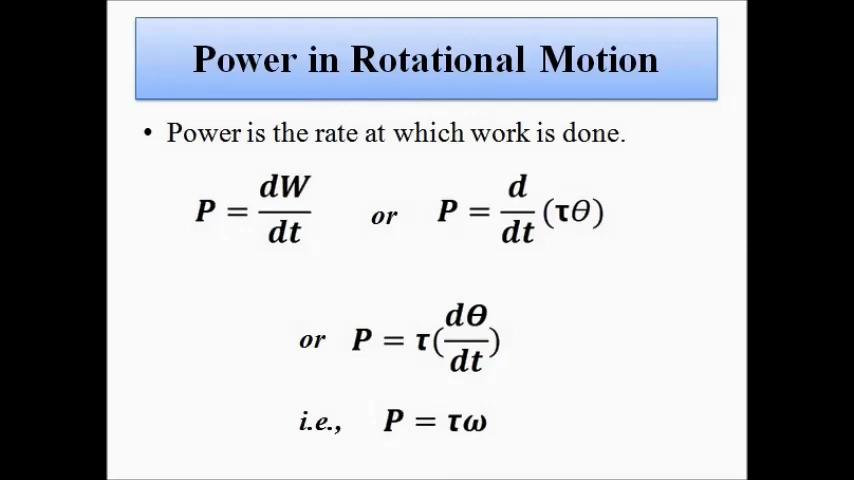 Power in Rotational Motion
• Power is the rate at which work is done.
P = dW/dt or P = d/dt (τθ)
or P = τ(dθ/dt)
i.e., P = τω